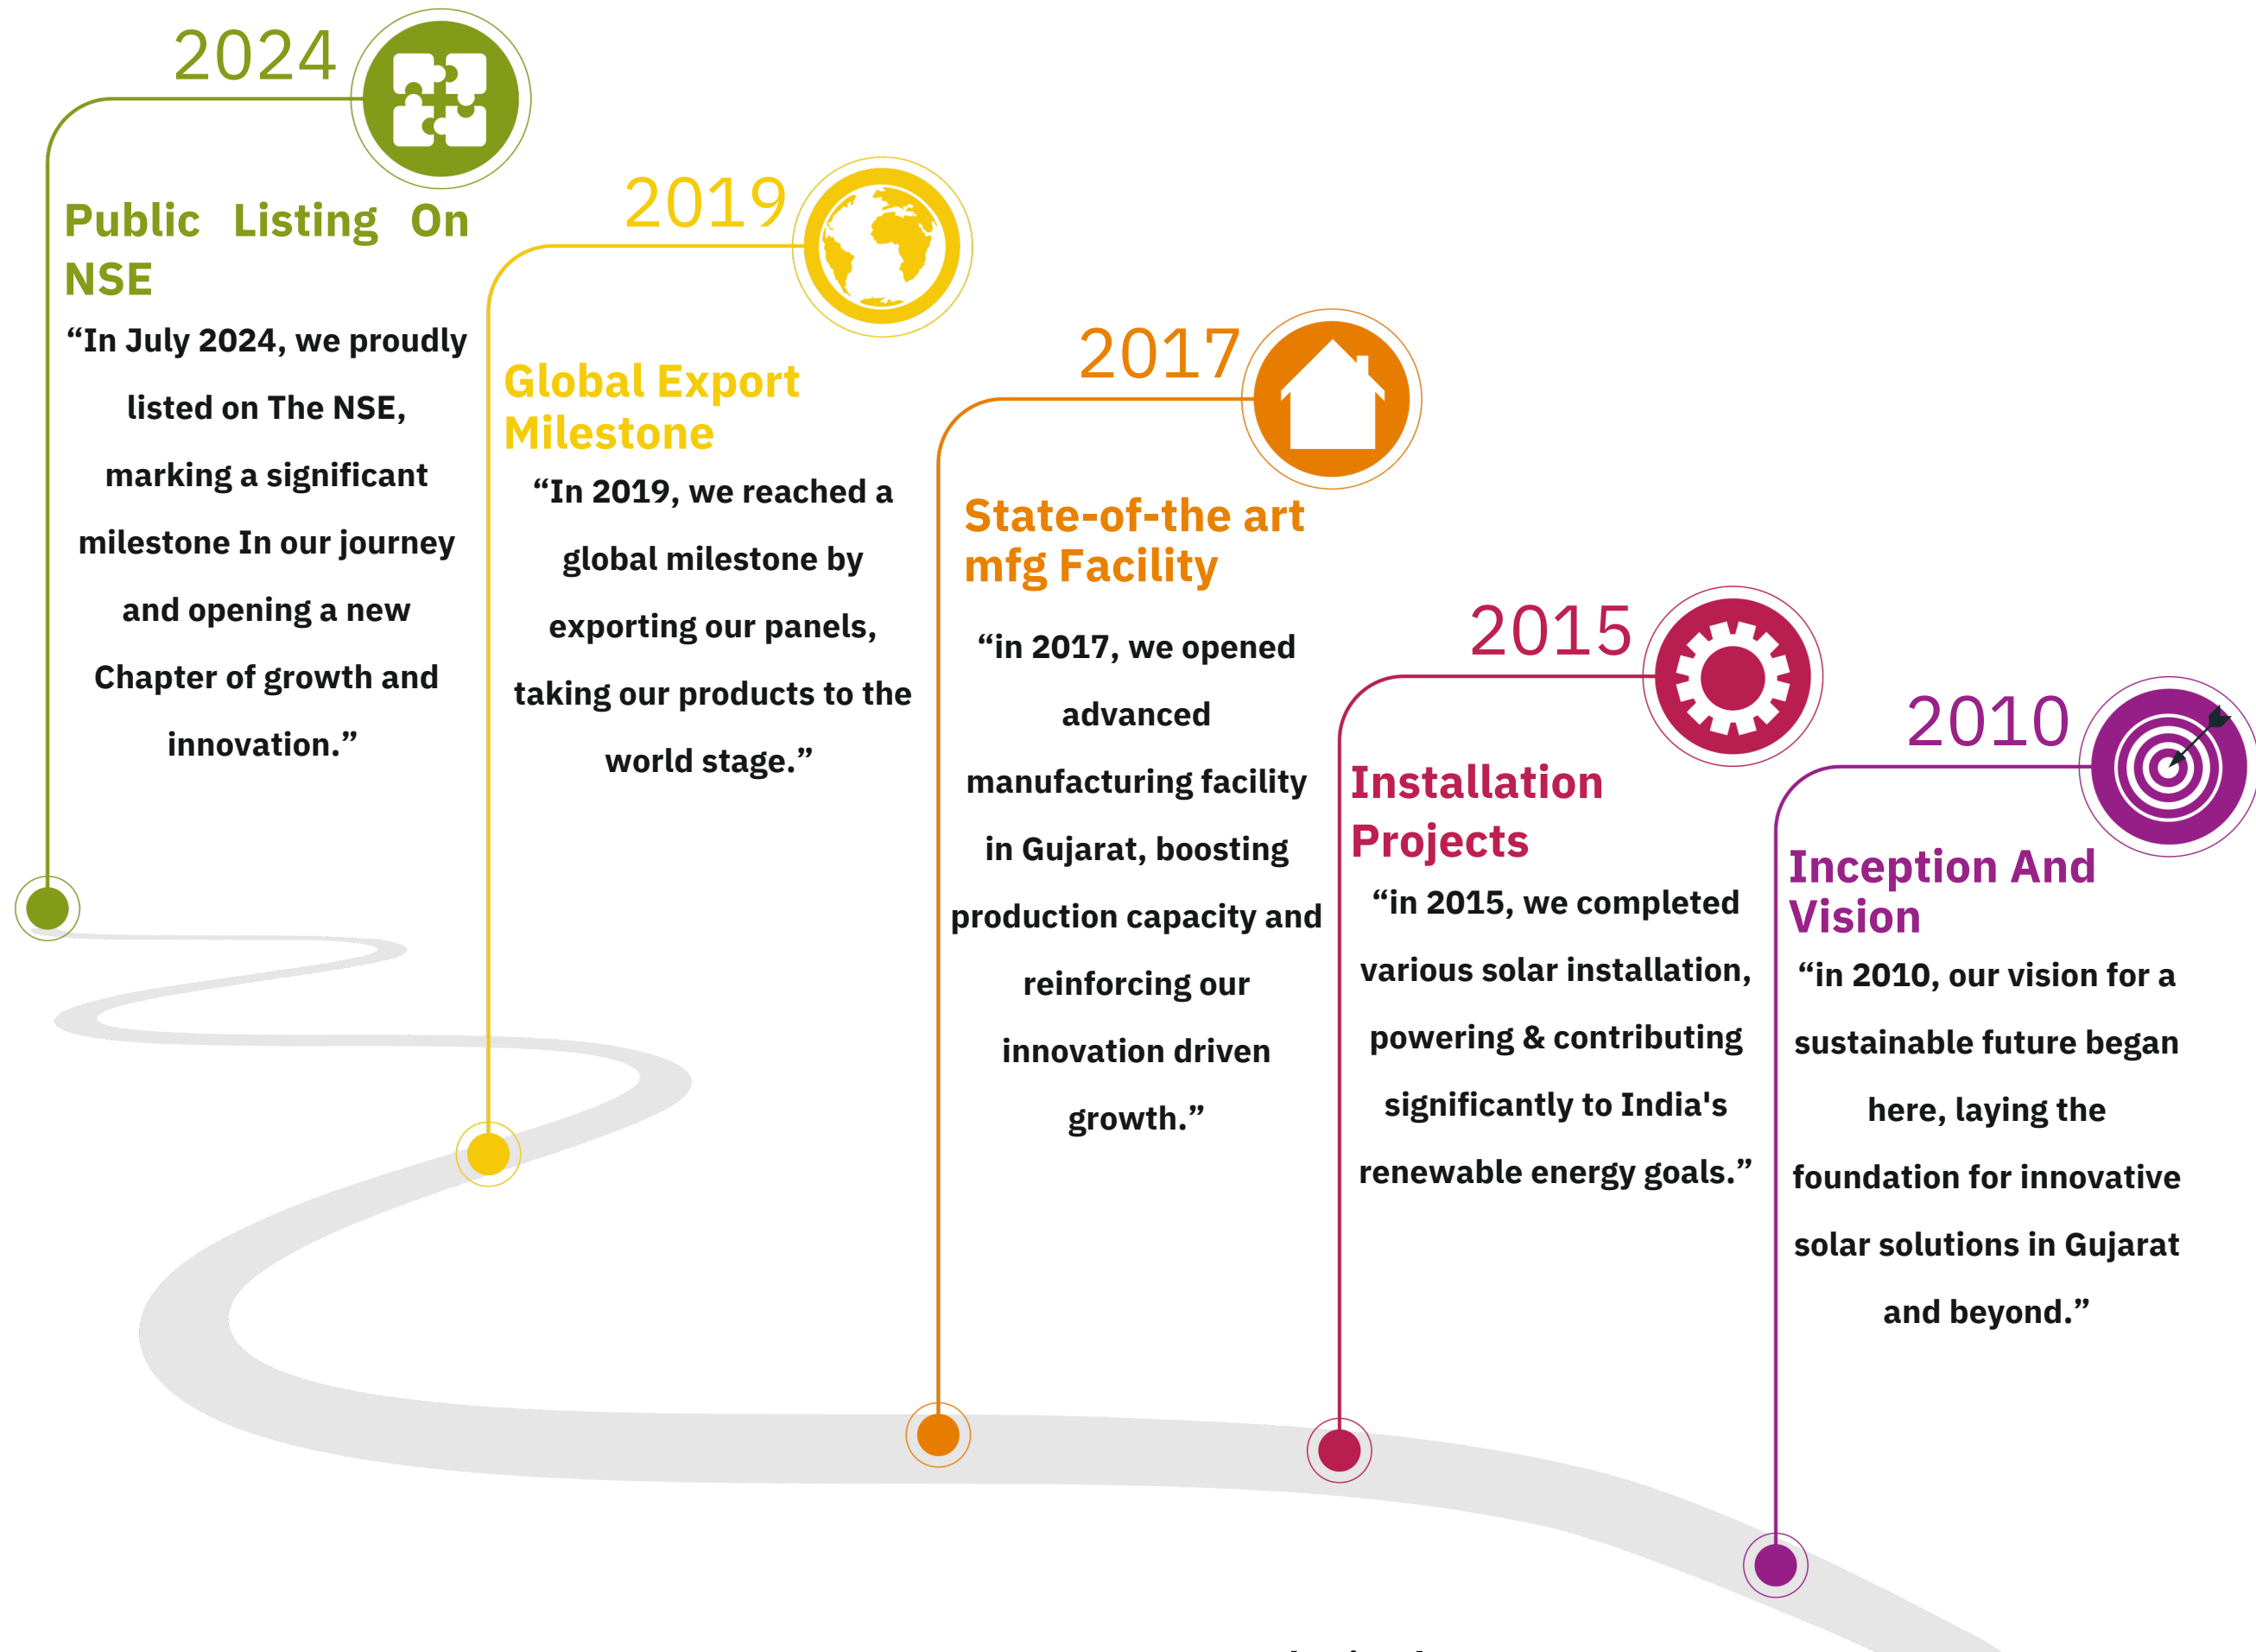 2024
Public Listing On
NSE
“In July 2024, we proudly
listed on The NSE,
marking a significant
milestone In our journey
and opening a new
Chapter of growth and
innovation.”
2019
Global Export
Milestone
“In 2019, we reached a
global milestone by
exporting our panels,
taking our products to the
world stage.”
2017
State-of-the art
mfg Facility
“in 2017, we opened
advanced
manufacturing facility
in Gujarat, boosting
production capacity and
reinforcing our
innovation driven
growth.”
2015
Installation
Projects
“in 2015, we completed
various solar installation,
powering & contributing
significantly to India's
renewable energy goals.”
2010
Inception And
Vision
“in 2010, our vision for a
sustainable future began
here, laying the
foundation for innovative
solar solutions in Gujarat
and beyond.”